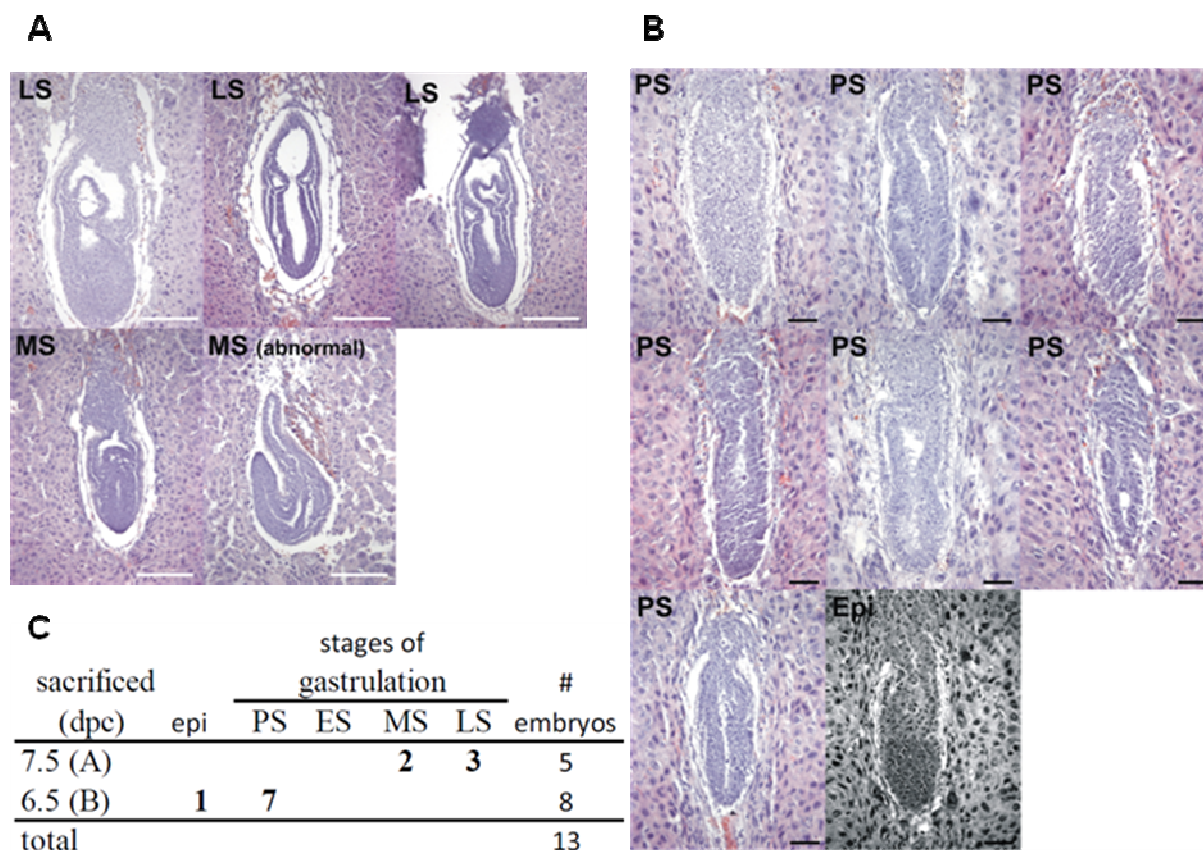 A
LS
LS
LS
MS
MS (abnormal)
B
PS
PS
PS
PS
PS
PS
PS
Epi
C
stages of
sacrificed gastrulation #
(dpc) epi PS ES MS LS embryos
7.5 (A) 2 3 5
6.5 (B) 1 7 8
total 13